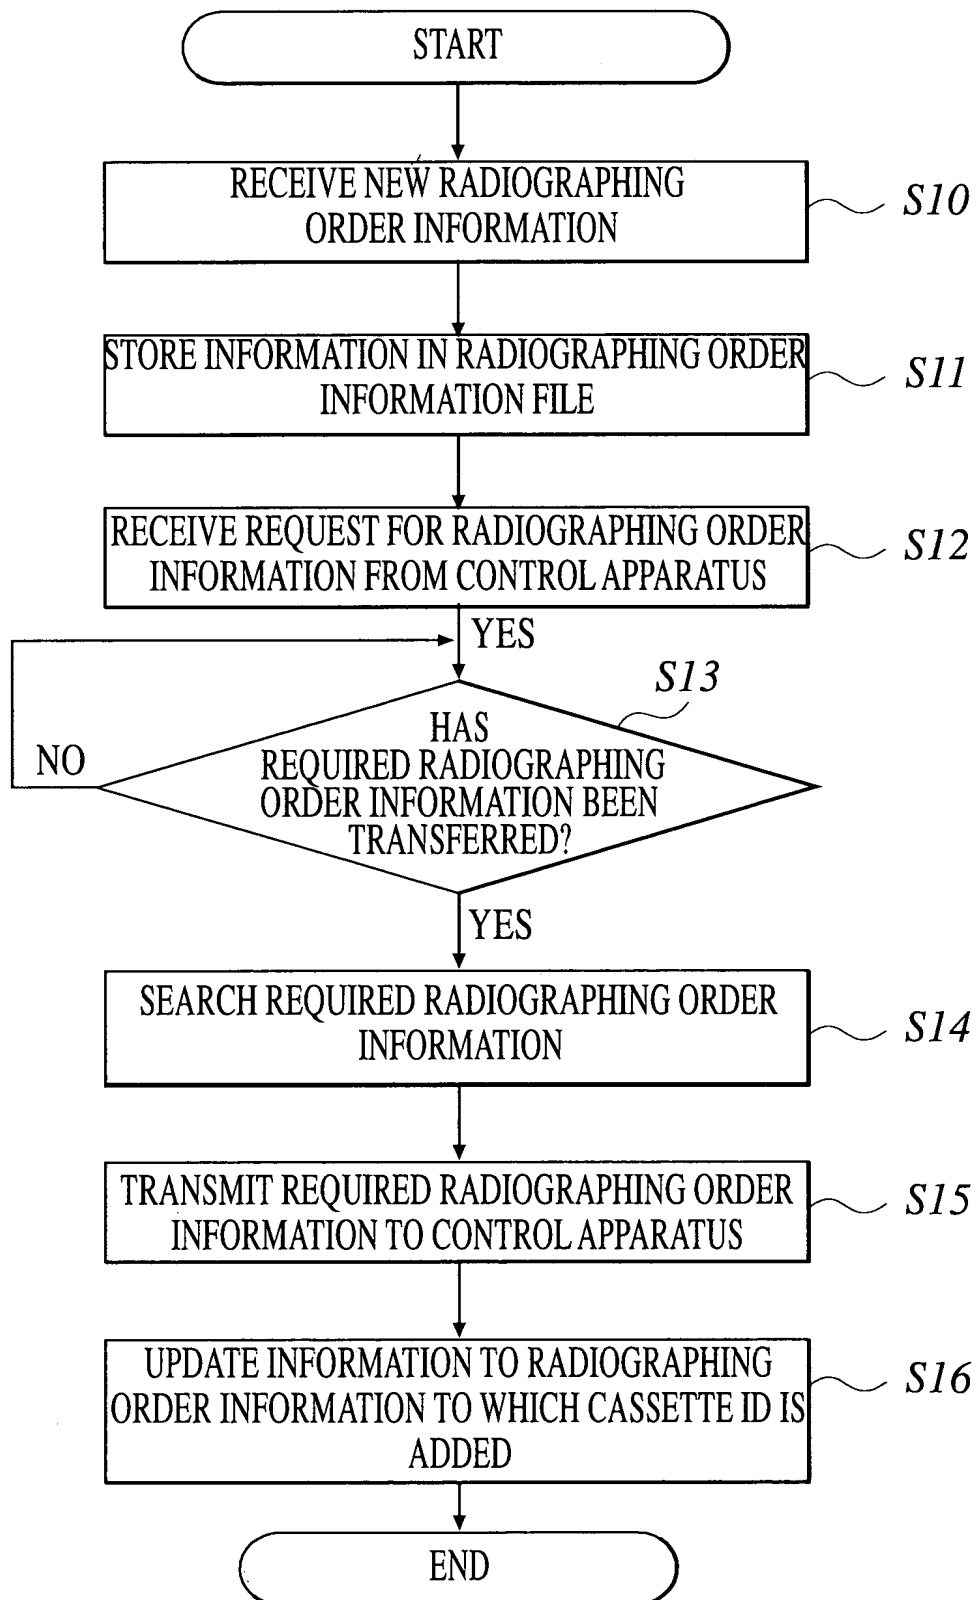 START
RECEIVE NEW RADIOGRAPHING
ORDER INFORMATION
S10
STORE INFORMATION IN RADIOGRAPHING ORDER
INFORMATION FILE
S11
RECEIVE REQUEST FOR RADIOGRAPHING ORDER
INFORMATION FROM CONTROL APPARATUS
S12
YES
S13
HAS
REQUIRED RADIOGRAPHING
ORDER INFORMATION BEEN
TRANSFERRED?
NO
YES
SEARCH REQUIRED RADIOGRAPHING ORDER
INFORMATION
S14
TRANSMIT REQUIRED RADIOGRAPHING ORDER
INFORMATION TO CONTROL APPARATUS
S15
UPDATE INFORMATION TO RADIOGRAPHING
ORDER INFORMATION TO WHICH CASSETTE ID IS
ADDED
S16
END